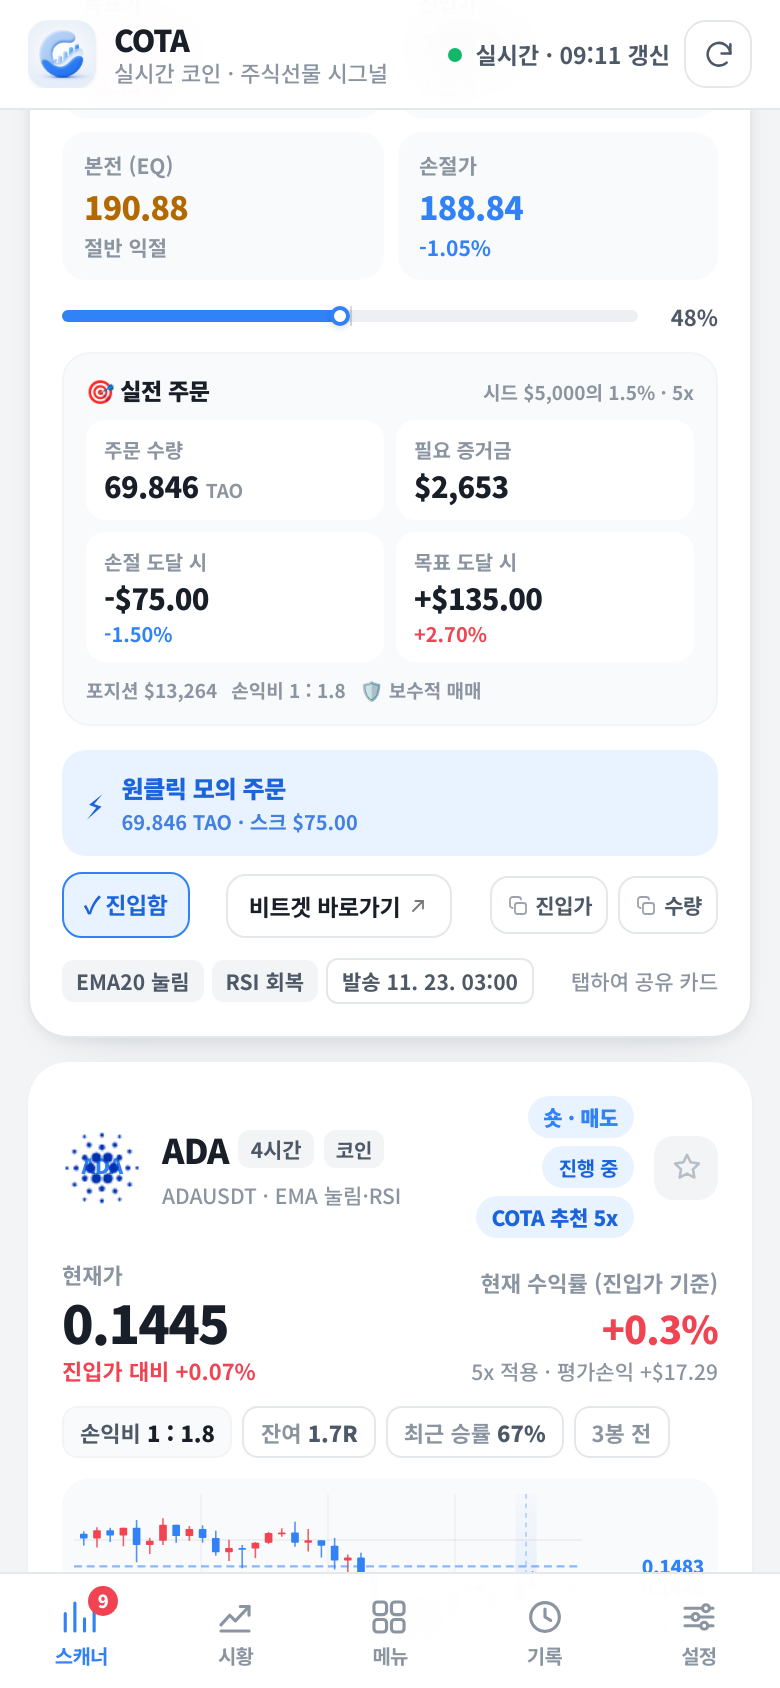 COTA
실시간 코인 · 주식선물 시그널
실시간 · 09:11 갱신
본전 (EQ)
190.88
절반 익절
손절가
188.84
-1.05%
48%
🎯 실전 주문
시드 $5,000의 1.5% · 5x
주문 수량
69.846 TAO
필요 증거금
$2,653
손절 도달 시
-$75.00
-1.50%
목표 도달 시
+$135.00
+2.70%
포지션 $13,264 손익비 1 : 1.8 🛡️ 보수적 매매
⚡ 원클릭 모의 주문
69.846 TAO · 스크 $75.00
✓ 진입함
비트겟 바로가기 ↗
진입가
수량
EMA20 눌림
RSI 회복
발송 11. 23. 03:00
탭하여 공유 카드
ADA
4시간
코인
ADAUSDT · EMA 눌림·RSI
숏 · 매도
진행 중
COTA 추천 5x
현재가
0.1445
진입가 대비 +0.07%
현재 수익률 (진입가 기준)
+0.3%
5x 적용 · 평가손익 +$17.29
손익비 1 : 1.8
잔여 1.7R
최근 승률 67%
3봉 전
0.1483
9
스캐너
시황
메뉴
기록
설정